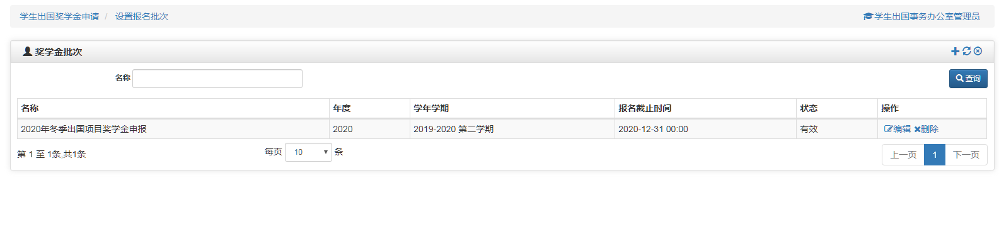 学生出国奖学金申请 / 设置报名批次 学生出国事务办公室管理员
奖学金批次
名称 查询
名称 年度 学年学期 报名截止时间 状态 操作
2020年冬季出国项目奖学金申报 2020 2019-2020 第二学期 2020-12-31 00:00 有效 编辑 删除
第 1 至 1条,共1条 每页 10 条 上一页 1 下一页